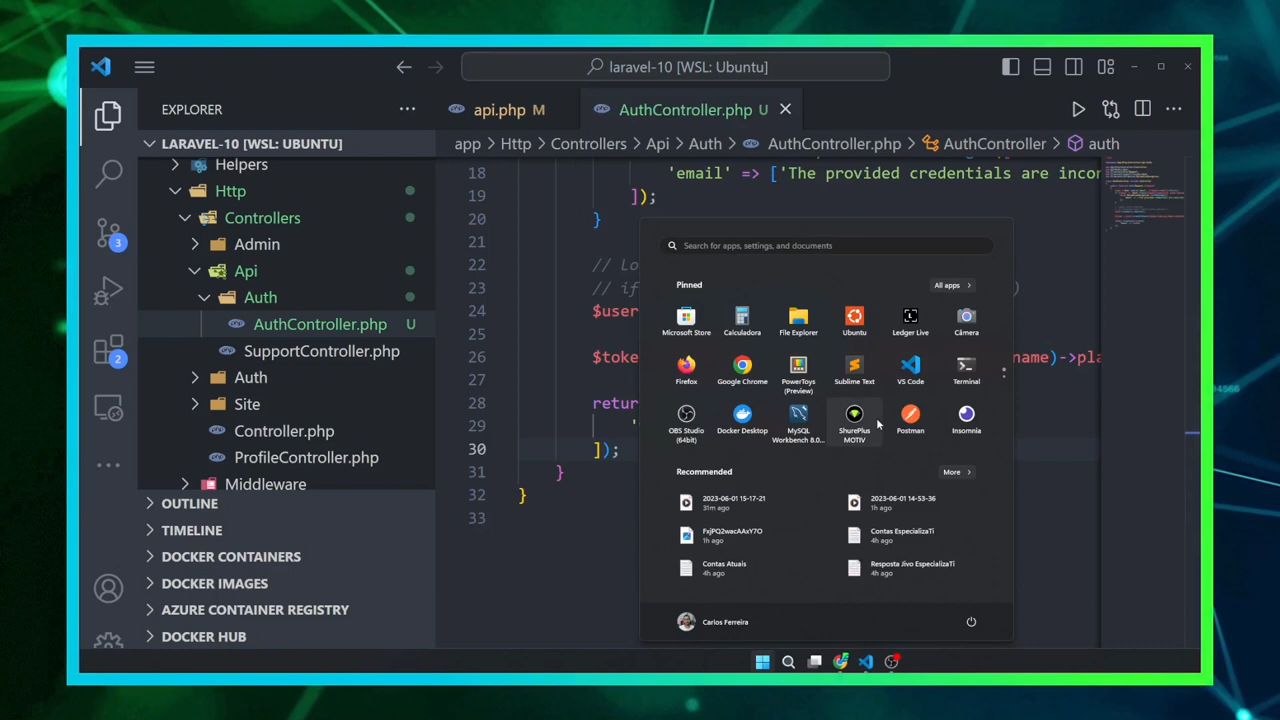 laravel-10 [WSL: Ubuntu]
EXPLORER
api.php M
AuthController.php U
LARAVEL-10 [WSL: UBUNTU]
app > Http > Controllers > Api > Auth > AuthController.php > AuthController > auth
Helpers
Http
Controllers
Admin
Api
Auth
AuthController.php U
SupportController.php
Auth
Site
Controller.php
ProfileController.php
Middleware
OUTLINE
TIMELINE
DOCKER CONTAINERS
DOCKER IMAGES
AZURE CONTAINER REGISTRY
DOCKER HUB
3
2
18 'email' => ['The provided credentials are incor
19 ]);
20 }
21
22 // Lo
23 // if )
24 $user
25
26 $toke name)->pla
27
28 retur
29 '
30 ]);
31 }
32 }
33
Search for apps, settings, and documents
Pinned
All apps >
Microsoft Store
Calculadora
File Explorer
Ubuntu
Ledger Live
Câmera
Firefox
Google Chrome
PowerToys
(Preview)
Sublime Text
VS Code
Terminal
OBS Studio
(64bit)
Docker Desktop
MySQL
Workbench 8.0...
ShurePlus
MOTIV
Postman
Insomnia
Recommended
More >
2023-06-01 15-17-21
31m ago
2023-06-01 14-53-36
1h ago
FxjPQ2wacAAxY7O
1h ago
Contas EspecializaTi
4h ago
Contas Atuais
4h ago
Resposta Jivo EspecializaTi
4h ago
Carlos Ferreira